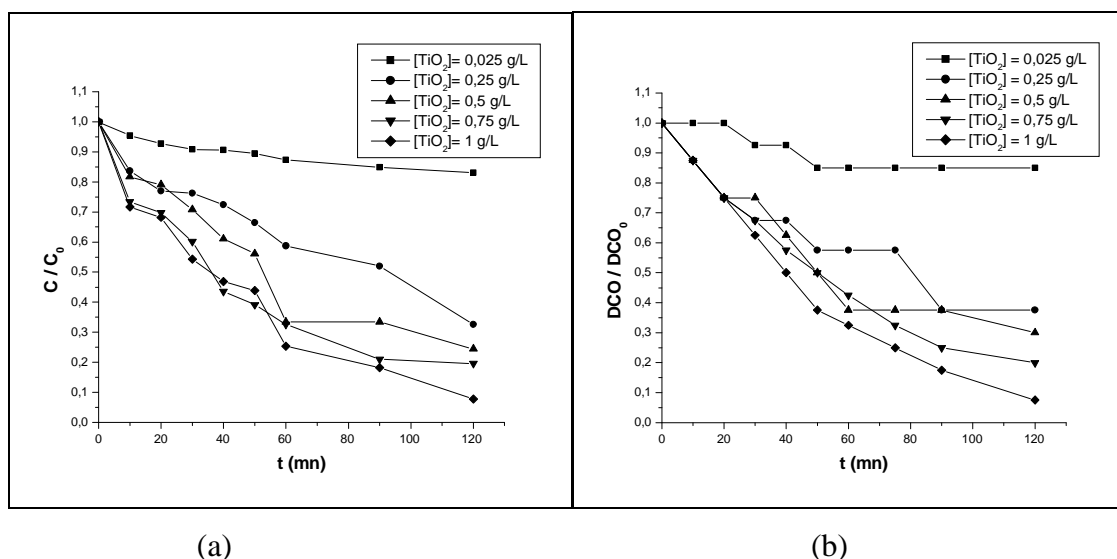 [TiO2]= 0,025 g/L
[TiO2]= 0,25 g/L
[TiO2]= 0,5 g/L
[TiO2]= 0,75 g/L
[TiO2]= 1 g/L
1,1
1,0
0,9
0,8
0,7
0,6
0,5
0,4
0,3
0,2
0,1
0,0
C / C0
0 20 40 60 80 100 120
t (mn)
[TiO2] = 0,025 g/L
[TiO2] = 0,25 g/L
[TiO2] = 0,5 g/L
[TiO2] = 0,75 g/L
[TiO2] = 1 g/L
1,1
1,0
0,9
0,8
0,7
0,6
0,5
0,4
0,3
0,2
0,1
0,0
DCO / DCO0
0 20 40 60 80 100 120
t (mn)
(a) (b)